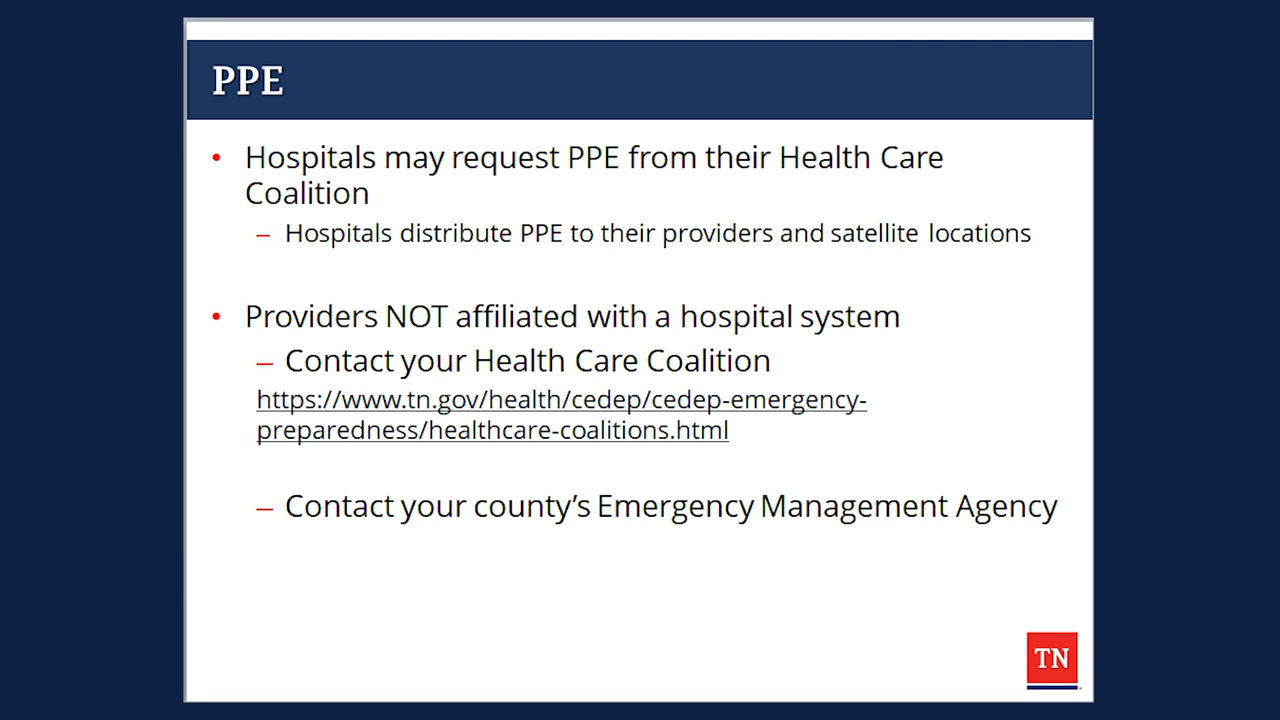 PPE
• Hospitals may request PPE from their Health Care
Coalition
– Hospitals distribute PPE to their providers and satellite locations
• Providers NOT affiliated with a hospital system
– Contact your Health Care Coalition
https://www.tn.gov/health/cedep/cedep-emergency-
preparedness/healthcare-coalitions.html
– Contact your county’s Emergency Management Agency
TN